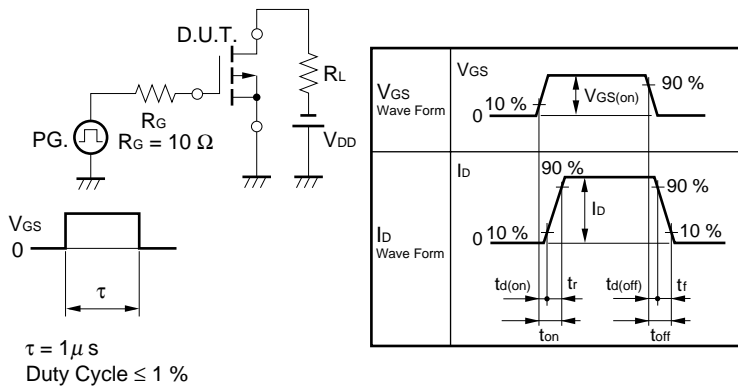 D.U.T.
RL
RG
PG.
RG = 10 Ω
VDD
VGS
0
τ
τ = 1μ s
Duty Cycle ≤ 1 %
VGS
Wave Form
VGS
10 %
0
VGS(on)
90 %
ID
Wave Form
ID
90 %
90 %
ID
0
10 %
10 %
td(on)
tr
td(off)
tf
ton
toff